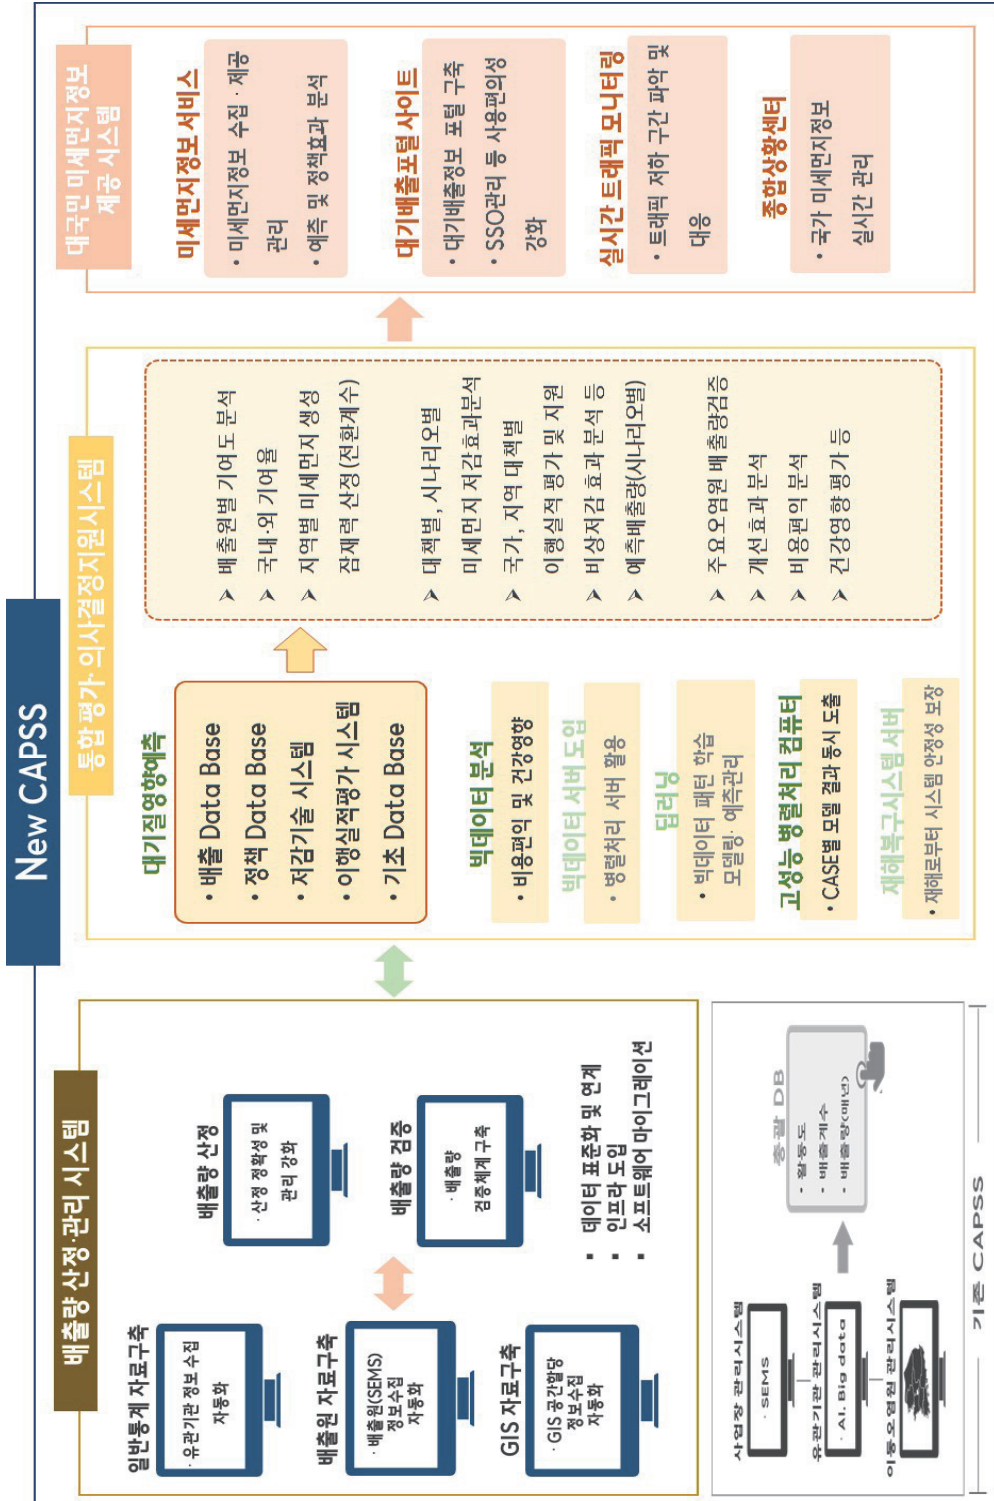 New CAPSS
배출량 산정·관리 시스템
일반통계 자료구축
· 유관기관 정보 수집
자동화
배출원 자료구축
· 배출원(SEMS)
정보수집
자동화
GIS 자료구축
· GIS 공간할당
정보수집
자동화
배출량 산정
· 산정 정확성 및
관리 강화
배출량 검증
· 배출량
검증체계 구축
▪ 데이터 표준화 및 연계
▪ 인프라 도입
▪ 소프트웨어 마이그레이션
사업장 관리시스템
· SEMS
유관기관 관리시스템
· AI, Big data
이동오염원 관리시스템
총괄 DB
• 활동도
• 배출계수
• 배출량(매년)
기존 CAPSS
통합 평가· 의사결정지원시스템
대기질영향예측
• 배출 Data Base
• 정책 Data Base
• 저감기술 시스템
• 이행실적평가 시스템
• 기초 Data Base
빅데이터 분석
• 비용편익 및 건강영향
빅데이터 서버 도입
• 병렬처리 서버 활용
딥러닝
• 빅데이터 패턴 학습
모델링· 예측관리
고성능 병렬처리 컴퓨터
• CASE별 모델 결과 동시 도출
재해복구시스템 서버
• 재해로부터 시스템 안정성 보장
➢ 배출원별 기여도 분석
➢ 국내·외 기여율
➢ 지역별 미세먼지 생성
잠재력 산정(전환계수)
➢ 대책별, 시나리오별
미세먼지 저감효과분석
➢ 국가, 지역 대책별
이행실적 평가 및 지원
➢ 비상저감 효과 분석 등
➢ 예측배출량(시나리오별)
➢ 주요오염원 배출량검증
➢ 개선효과 분석
➢ 비용편익 분석
➢ 건강영향 평가 등
대국민 미세먼지정보
제공 시스템
미세먼지정보 서비스
• 미세먼지정보 수집 · 제공
관리
• 예측 및 정책효과 분석
대기배출포털 사이트
• 대기배출정보 포털 구축
• SSO관리 등 사용편의성
강화
실시간 트래픽 모니터링
• 트래픽 저하 구간 파악 및
대응
종합상황센터
• 국가 미세먼지정보
실시간 관리